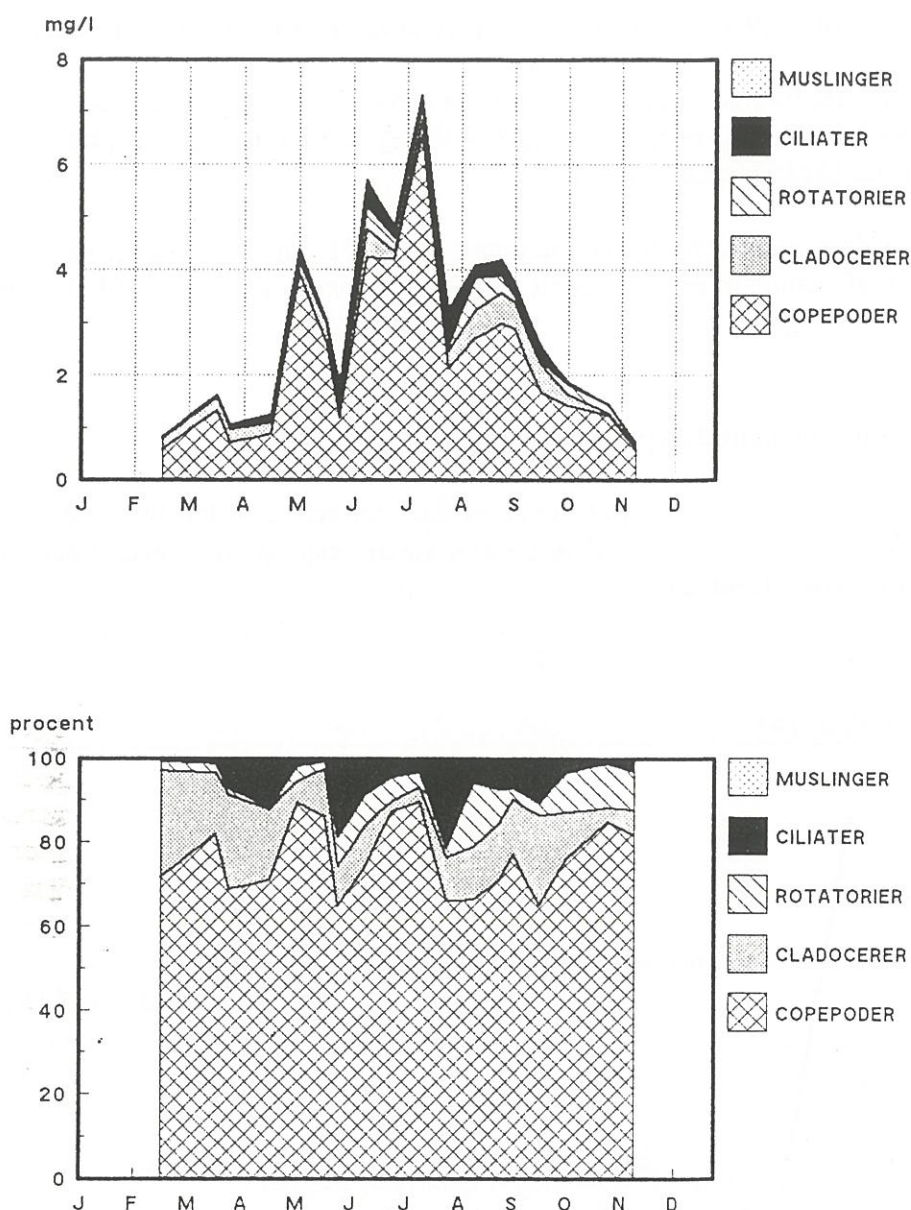 mg/l
8
6
4
2
0
J F M A M J J A S O N D
MUSLINGER
CILIATER
ROTATORIER
CLADOCERER
COPEPODER
procent
100
80
60
40
20
0
J F M A M J J A S O N D
MUSLINGER
CILIATER
ROTATORIER
CLADOCERER
COPEPODER